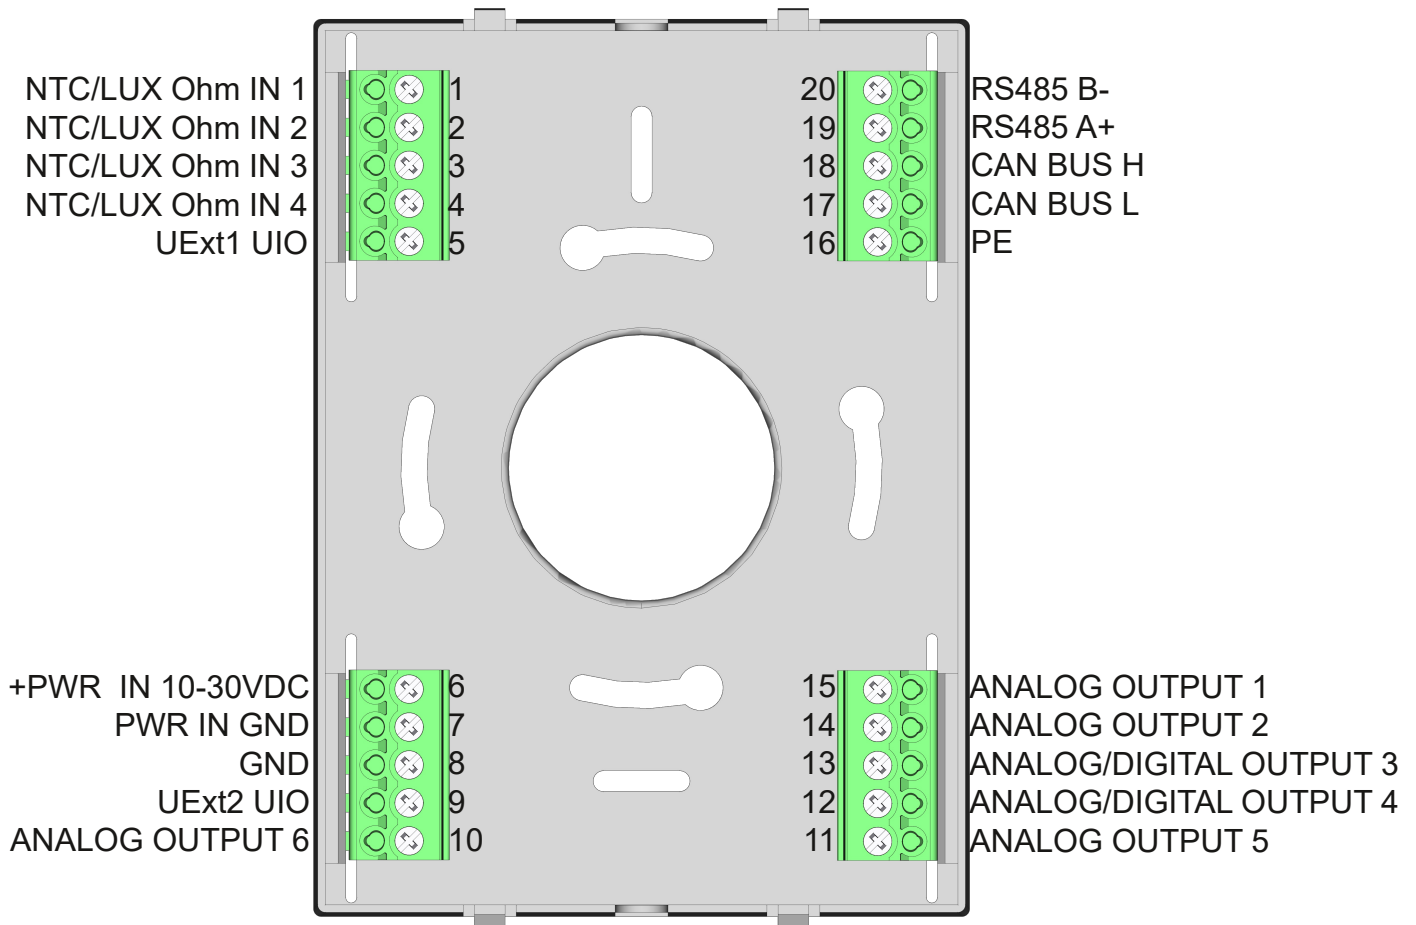 NTC/LUX Ohm IN 1 1 20 RS485 B-
NTC/LUX Ohm IN 2 2 19 RS485 A+
NTC/LUX Ohm IN 3 3 18 CAN BUS H
NTC/LUX Ohm IN 4 4 17 CAN BUS L
UExt1 UIO 5 16 PE
+PWR IN 10-30VDC 6 15 ANALOG OUTPUT 1
PWR IN GND 7 14 ANALOG OUTPUT 2
GND 8 13 ANALOG/DIGITAL OUTPUT 3
UExt2 UIO 9 12 ANALOG/DIGITAL OUTPUT 4
ANALOG OUTPUT 6 10 11 ANALOG OUTPUT 5